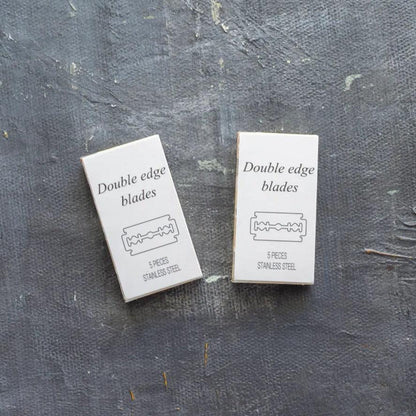 Double edge
blades
5 PIECES
STAINLESS STEEL
Double edge
blades
5 PIECES
STAINLESS STEEL